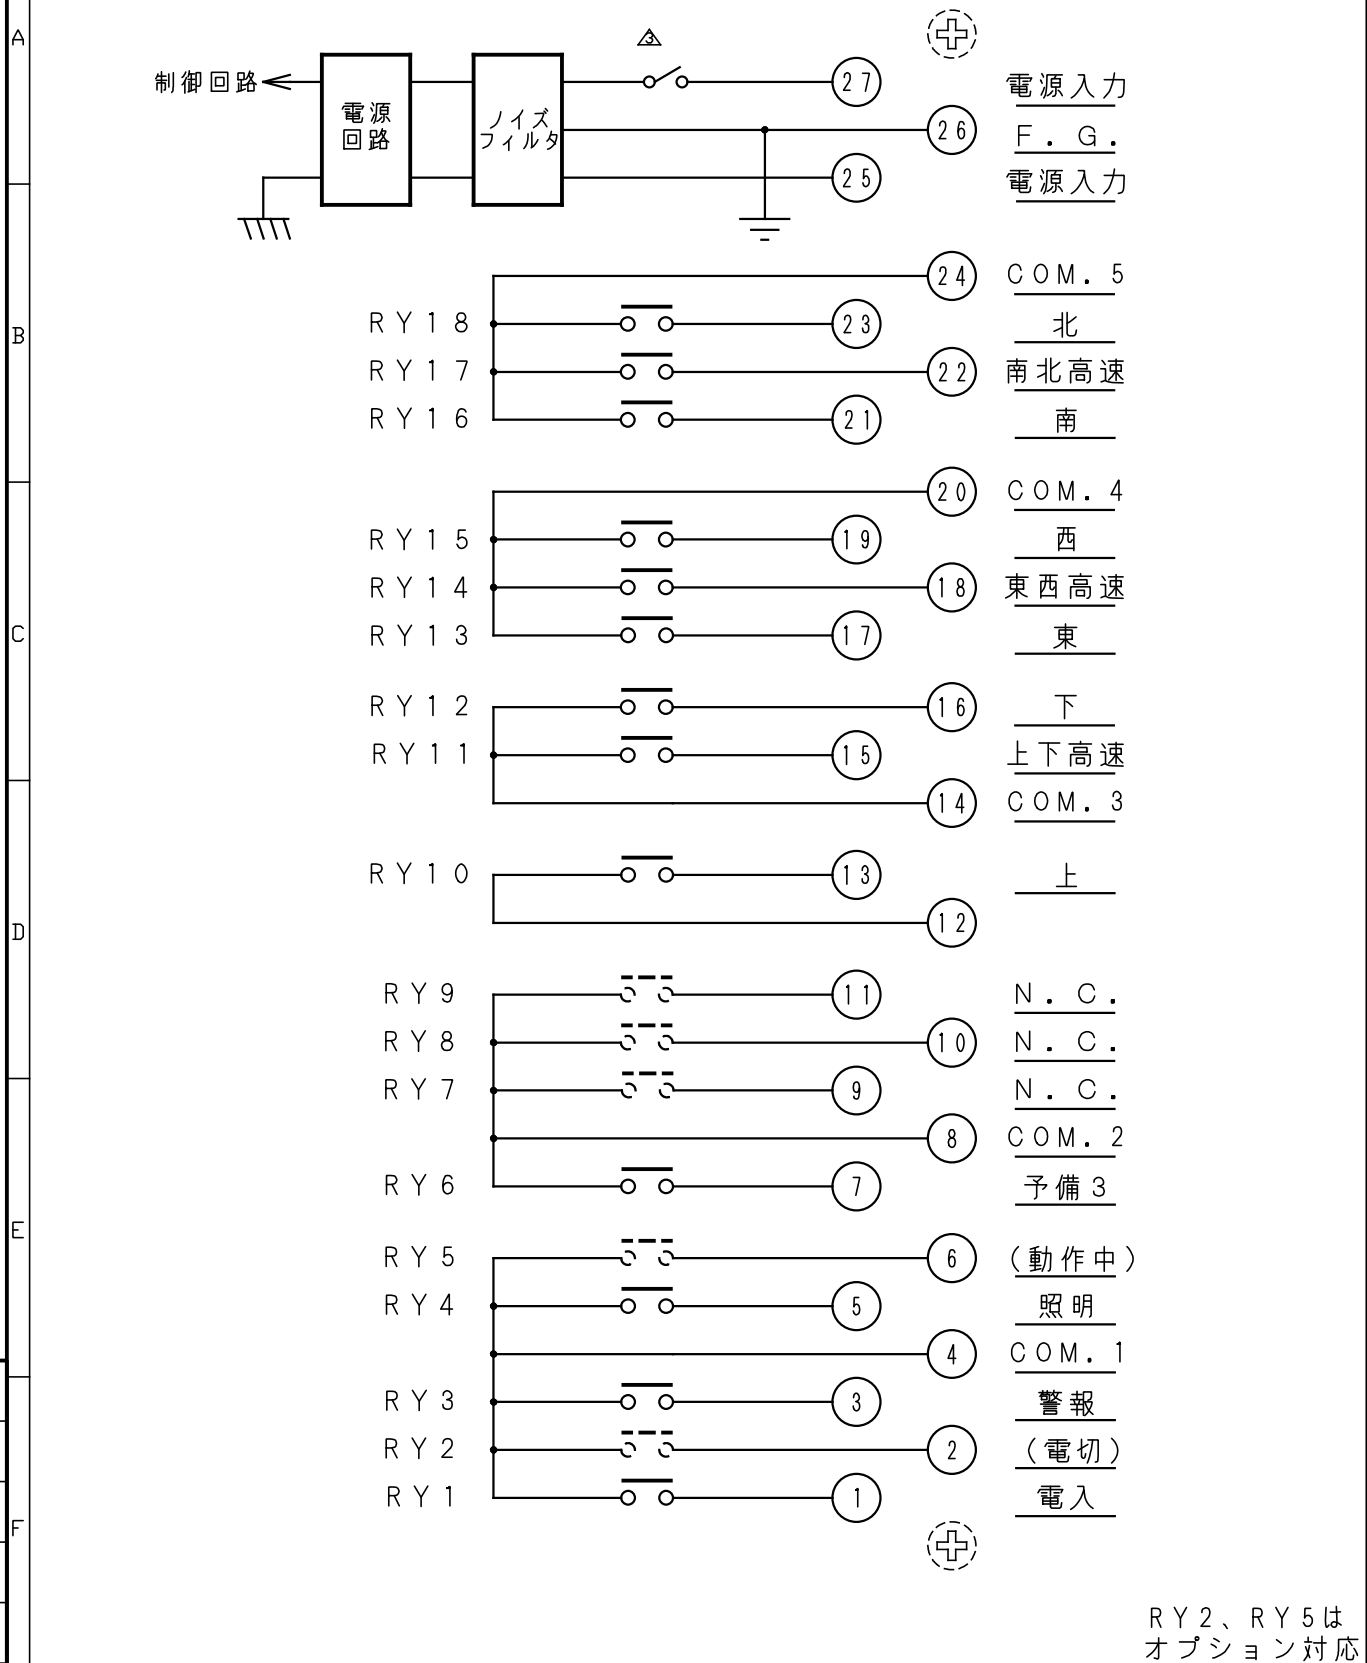 A
制御回路
電源
回路
ノイズ
フィルタ
3
27 電源入力
26 F.G.
25 電源入力
24 COM.5
B
RY18 23 北
RY17 22 南北高速
RY16 21 南
20 COM.4
RY15 19 西
RY14 18 東西高速
C
RY13 17 東
RY12 16 下
RY11 15 上下高速
14 COM.3
RY10 13 上
D
12
RY9 11 N.C.
RY8 10 N.C.
RY7 9 N.C.
8 COM.2
RY6 7 予備3
E
RY5 6 (動作中)
RY4 5 照明
4 COM.1
RY3 3 警報
RY2 2 (電切)
RY1 1 電入
F
RY2、RY5は
オプション対応